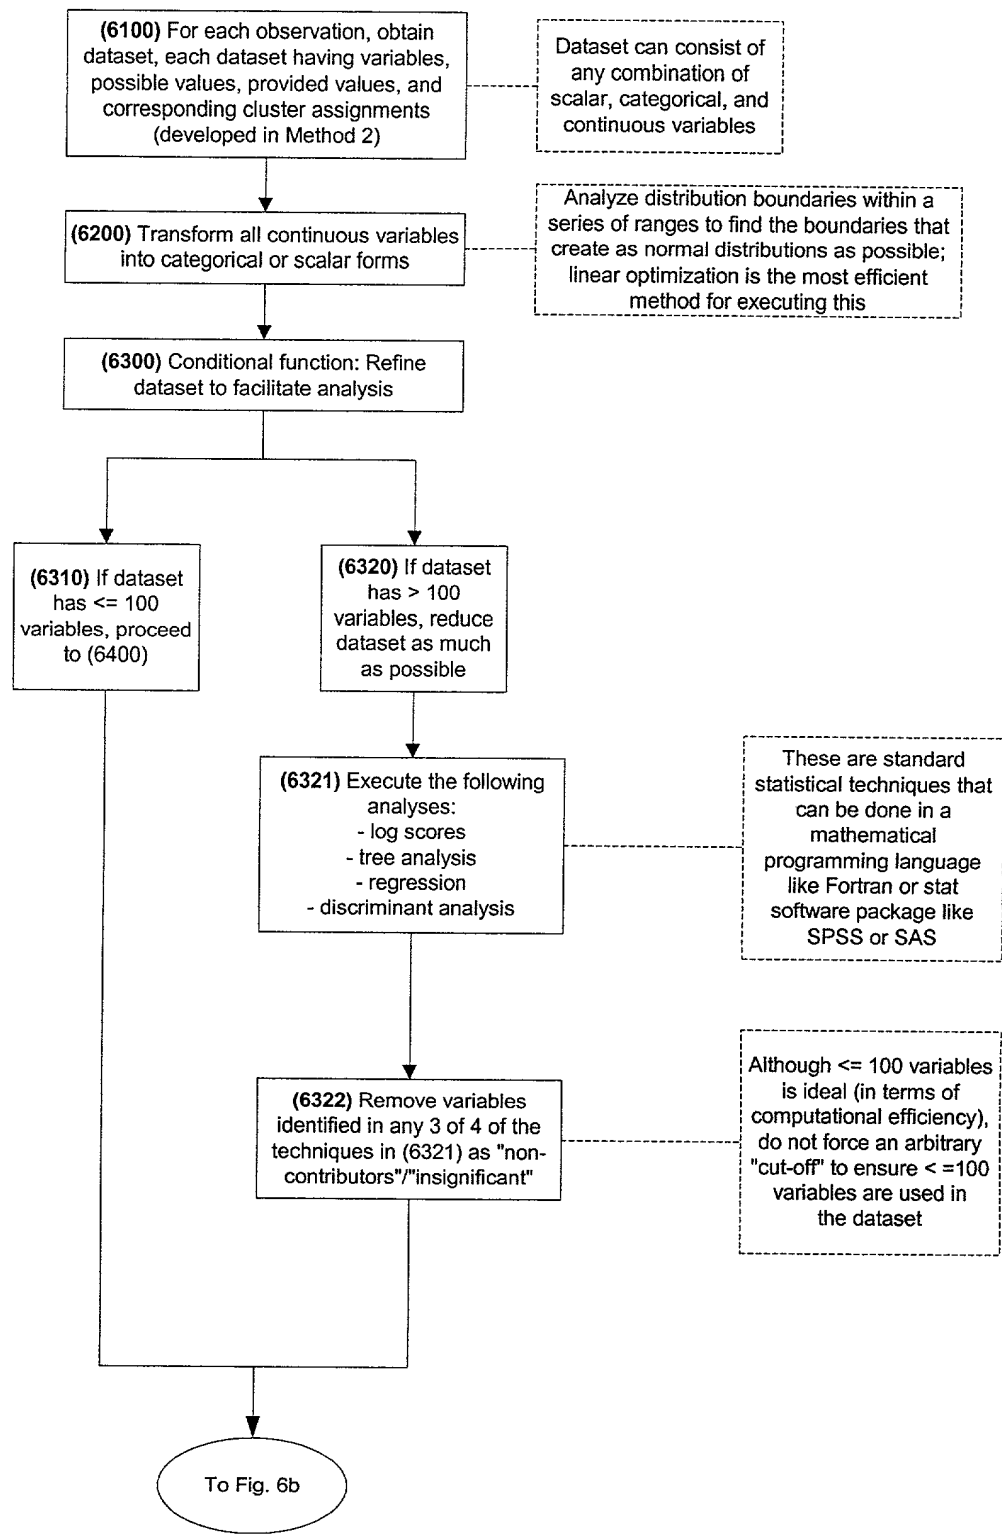 (6100) For each observation, obtain
dataset, each dataset having variables,
possible values, provided values, and
corresponding cluster assignments
(developed in Method 2)
Dataset can consist of
any combination of
scalar, categorical, and
continuous variables
(6200) Transform all continuous variables
into categorical or scalar forms
Analyze distribution boundaries within a
series of ranges to find the boundaries that
create as normal distributions as possible;
linear optimization is the most efficient
method for executing this
(6300) Conditional function: Refine
dataset to facilitate analysis
(6310) If dataset
has <= 100
variables, proceed
to (6400)
(6320) If dataset
has > 100
variables, reduce
dataset as much
as possible
(6321) Execute the following
analyses:
- log scores
- tree analysis
- regression
- discriminant analysis
These are standard
statistical techniques that
can be done in a
mathematical
programming language
like Fortran or stat
software package like
SPSS or SAS
(6322) Remove variables
identified in any 3 of 4 of the
techniques in (6321) as "non-
contributors"/"insignificant"
Although <= 100 variables
is ideal (in terms of
computational efficiency),
do not force an arbitrary
"cut-off" to ensure < =100
variables are used in
the dataset
To Fig. 6b